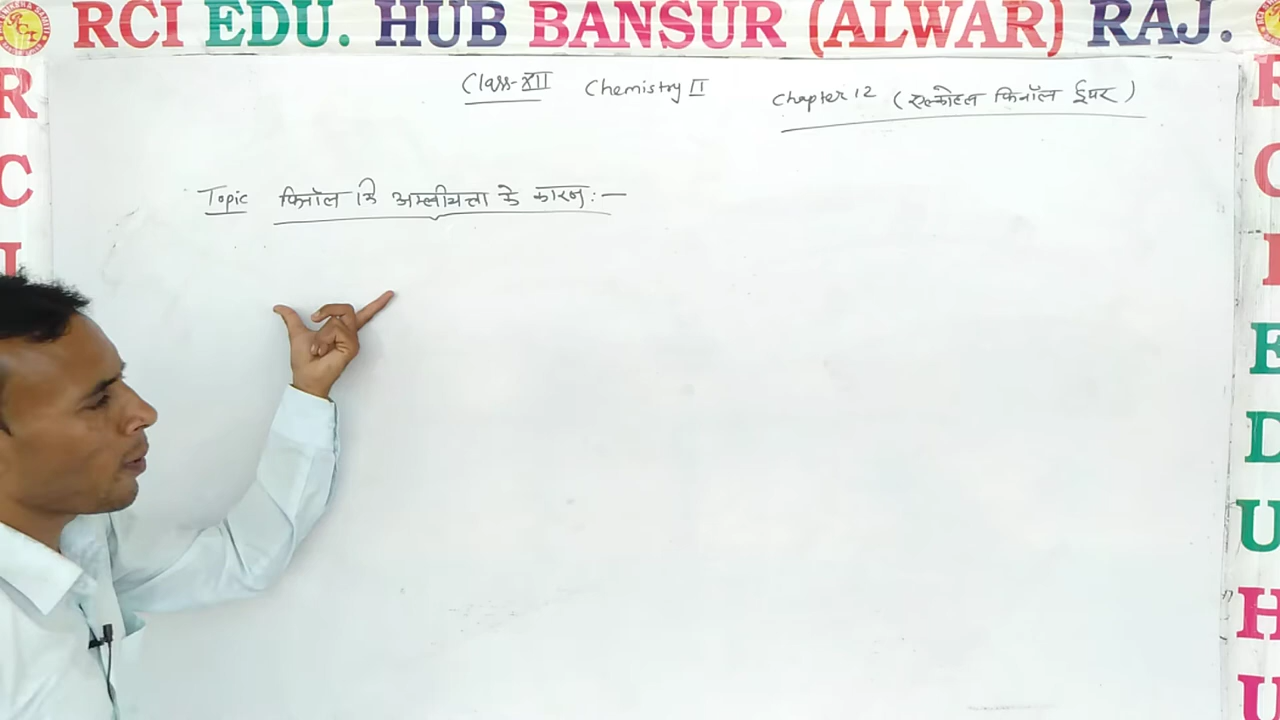 RCI EDU. HUB BANSUR (ALWAR) RAJ.
Class-XII Chemistry II Chapter 12 (एल्कोहल फिनॉल ईथर)
Topic फिनॉल कि अम्लीयता के कारण :—
R
C
I
R
C
I
E
D
U
H
U